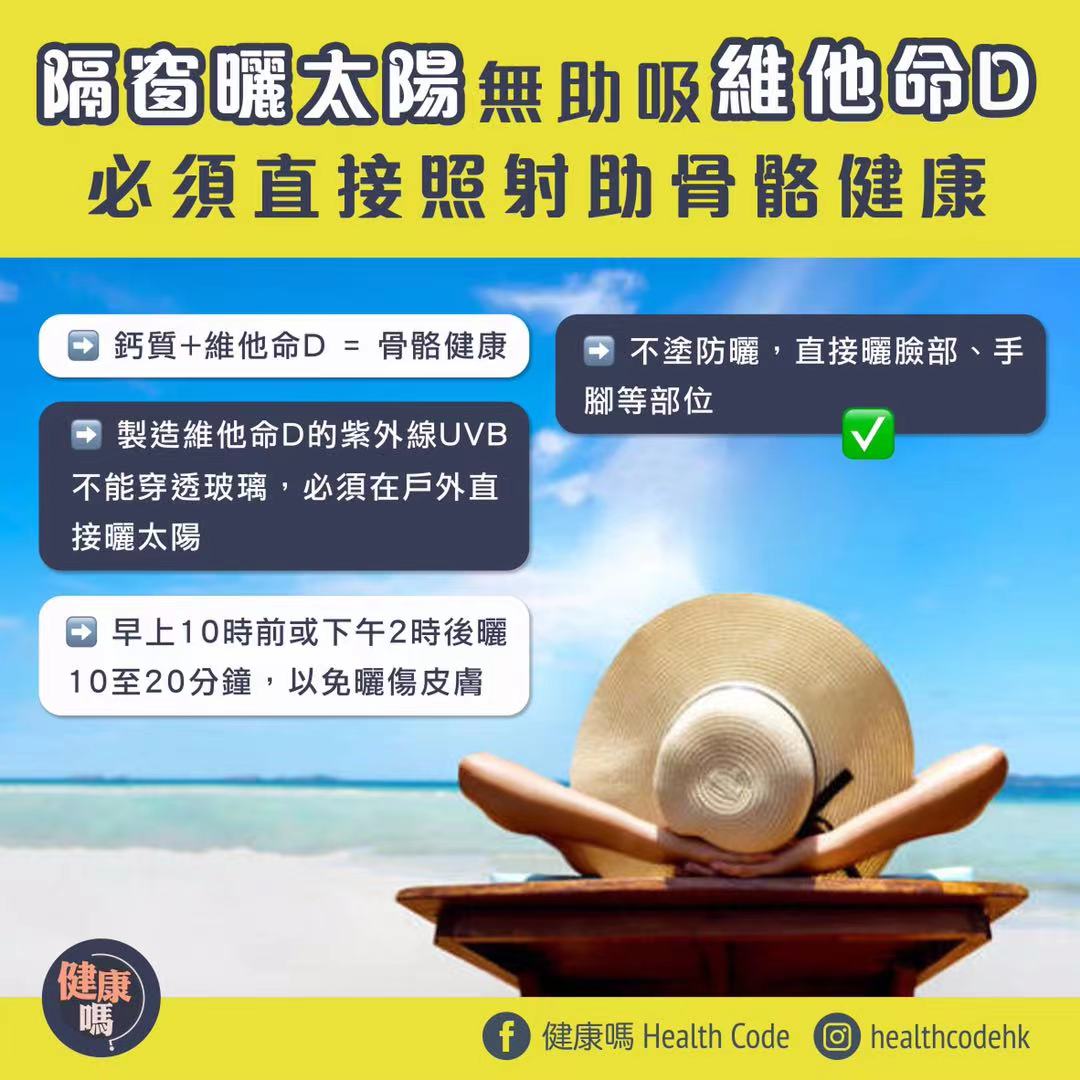 隔窗曬太陽無助吸維他命D
必須直接照射助骨骼健康
➡️ 鈣質+維他命D = 骨骼健康
➡️ 製造維他命D的紫外線UVB
不能穿透玻璃，必須在戶外直
接曬太陽
➡️ 早上10時前或下午2時後曬
10至20分鐘，以免曬傷皮膚
➡️ 不塗防曬，直接曬臉部、手
腳等部位
健康
嗎
健康嗎 Health Code
healthcodehk